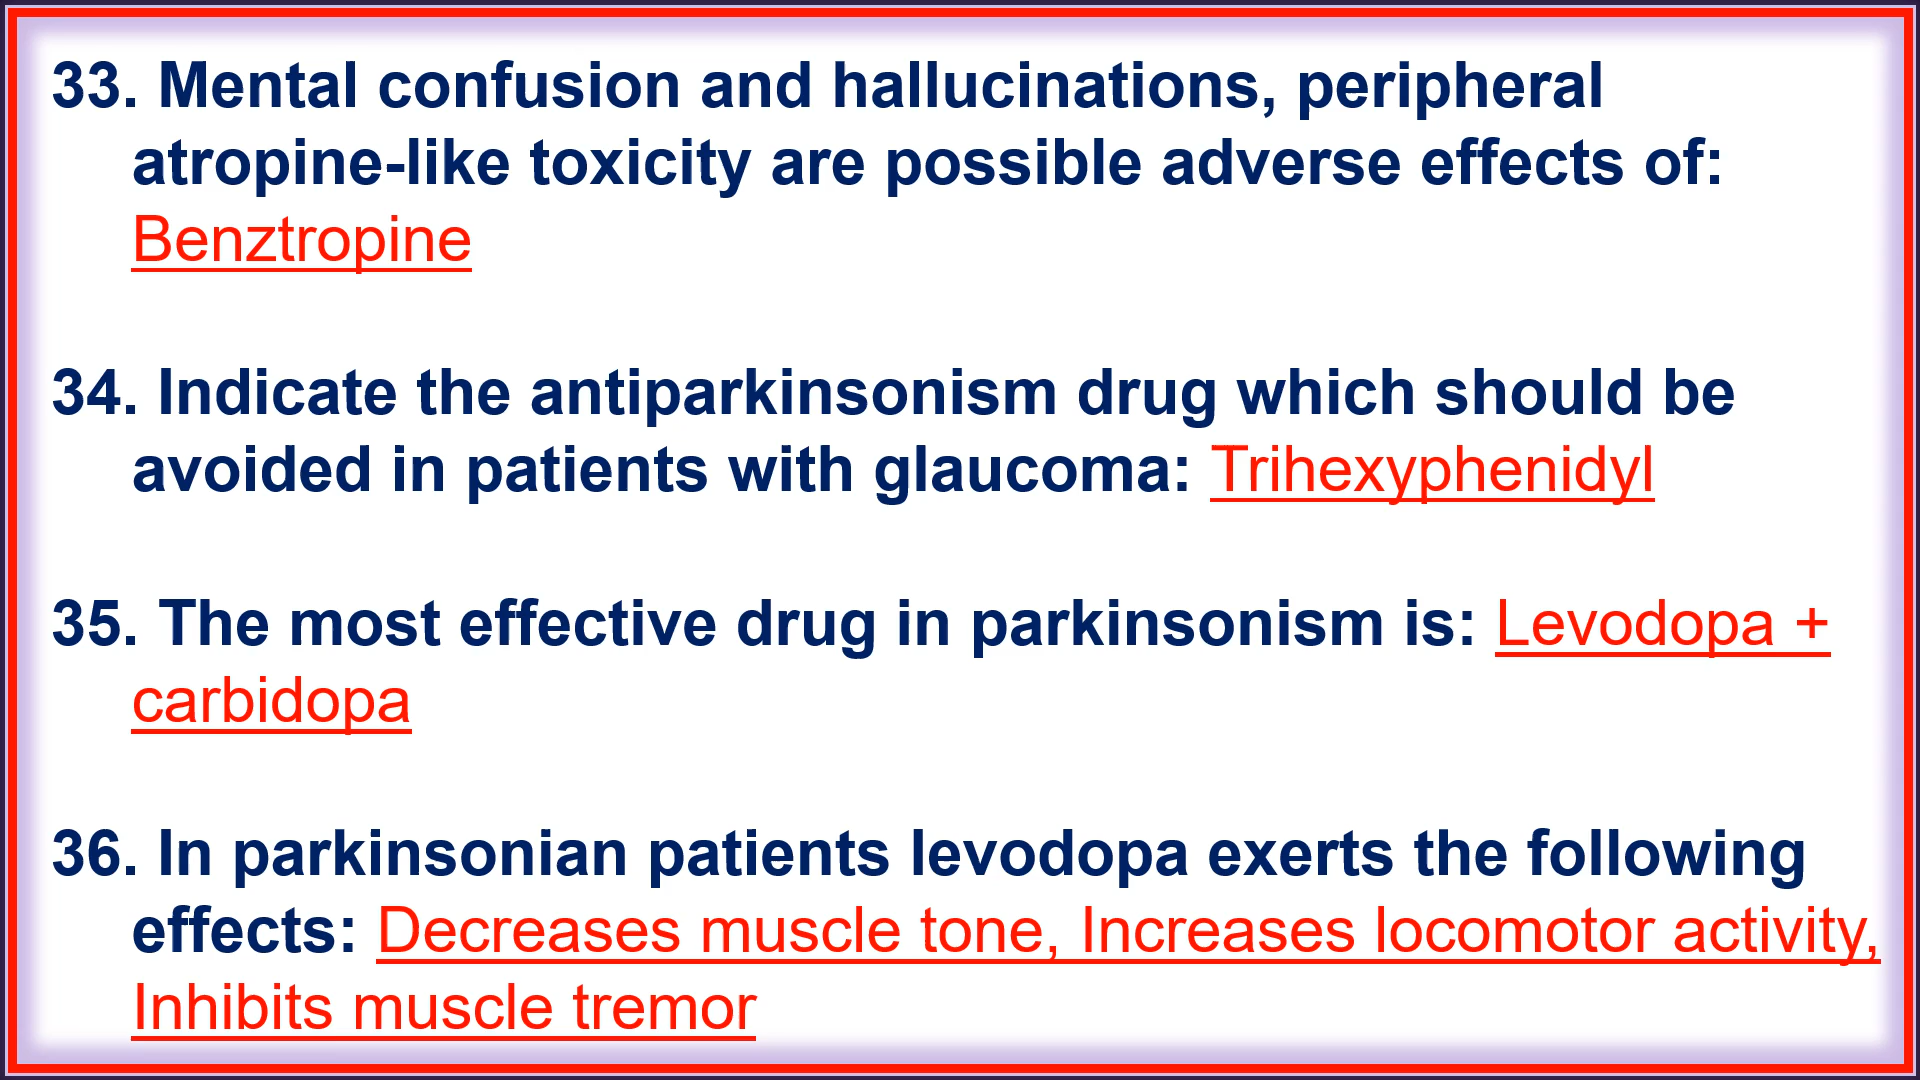 33. Mental confusion and hallucinations, peripheral
atropine-like toxicity are possible adverse effects of:
Benztropine
34. Indicate the antiparkinsonism drug which should be
avoided in patients with glaucoma: Trihexyphenidyl
35. The most effective drug in parkinsonism is: Levodopa +
carbidopa
36. In parkinsonian patients levodopa exerts the following
effects: Decreases muscle tone, Increases locomotor activity,
Inhibits muscle tremor